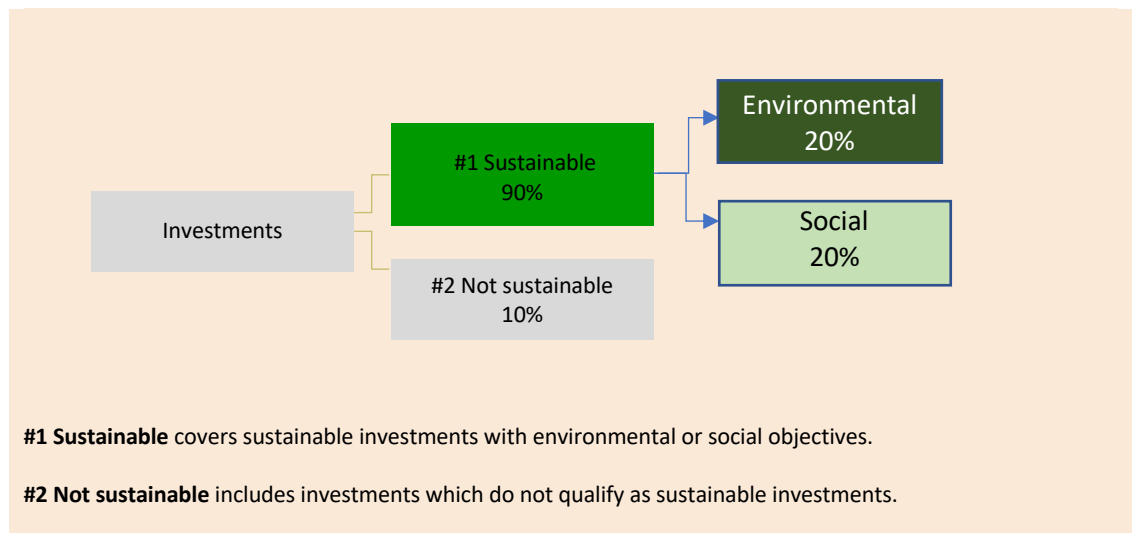 Environmental
20%
#1 Sustainable
90%
Investments
Social
20%
#2 Not sustainable
10%
#1 Sustainable covers sustainable investments with environmental or social objectives.
#2 Not sustainable includes investments which do not qualify as sustainable investments.